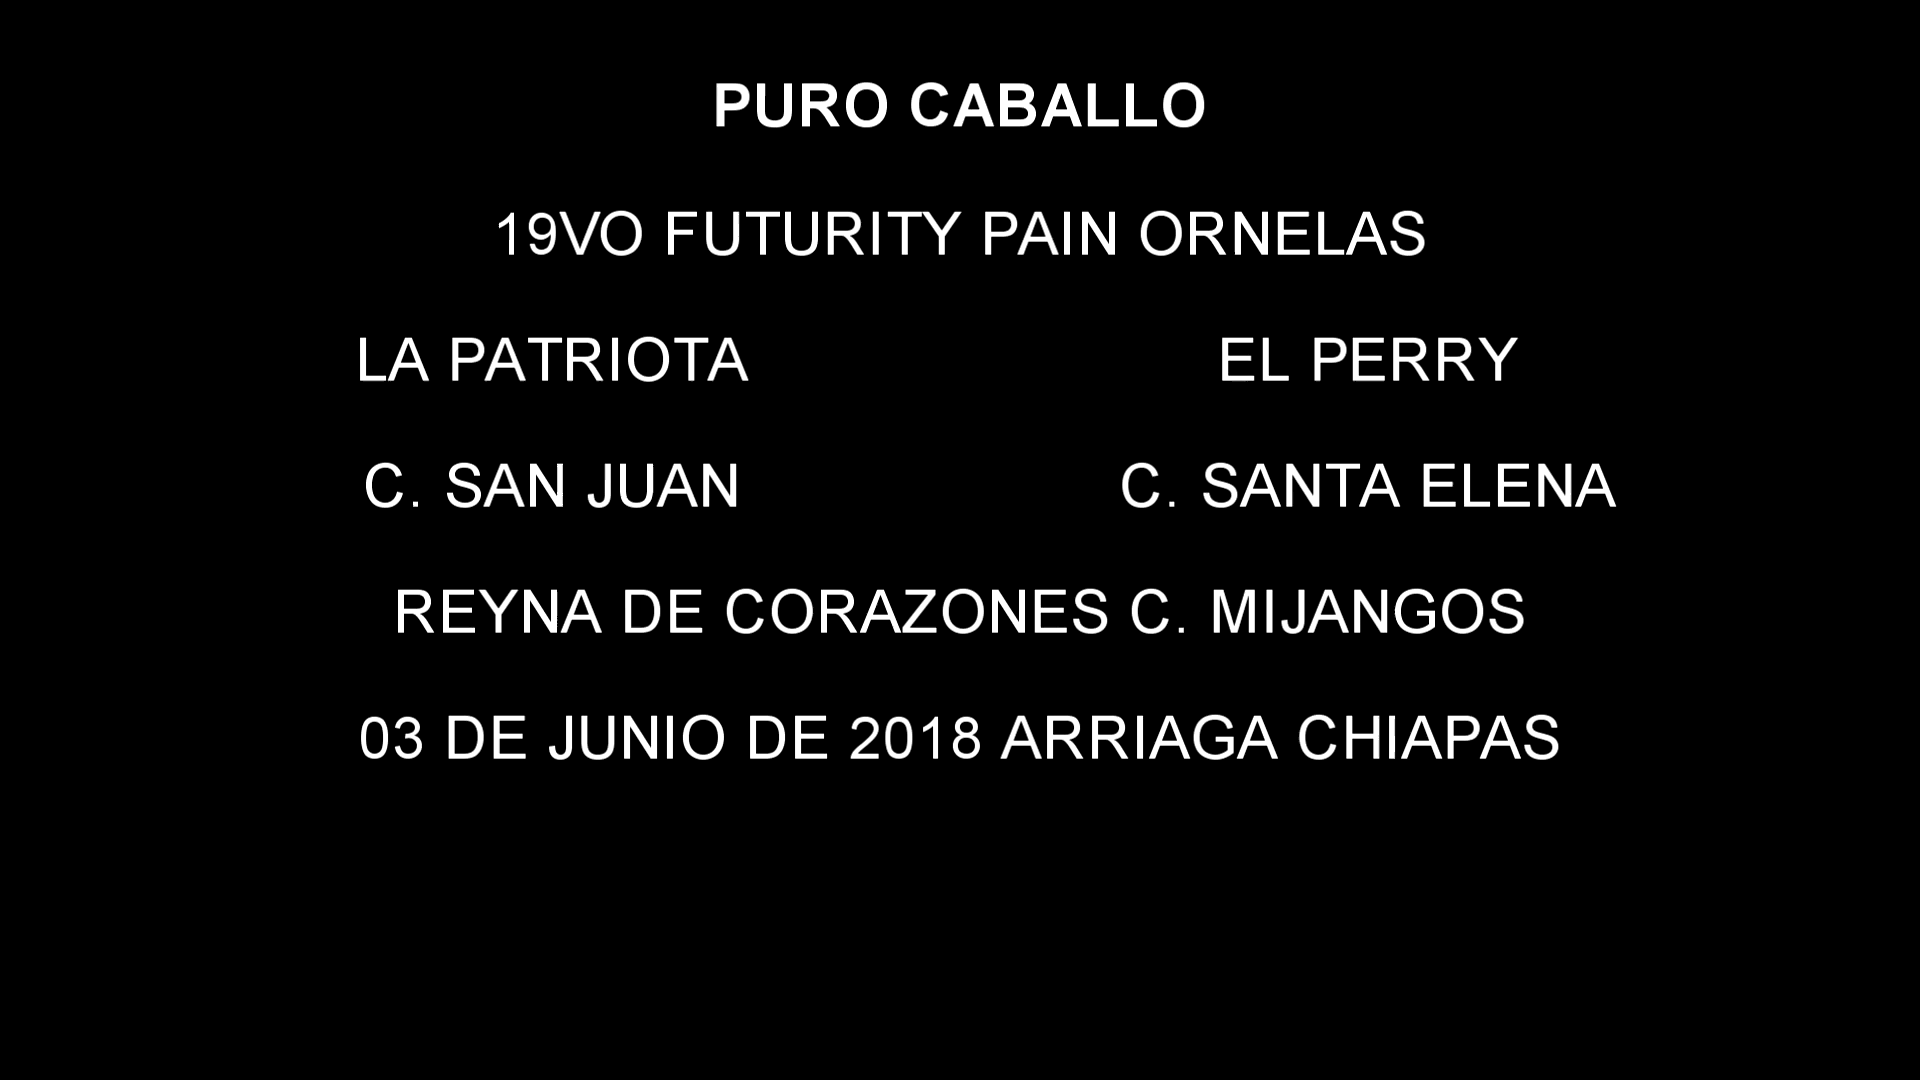 PURO CABALLO
19VO FUTURITY PAIN ORNELAS
LA PATRIOTA EL PERRY
C. SAN JUAN C. SANTA ELENA
REYNA DE CORAZONES C. MIJANGOS
03 DE JUNIO DE 2018 ARRIAGA CHIAPAS